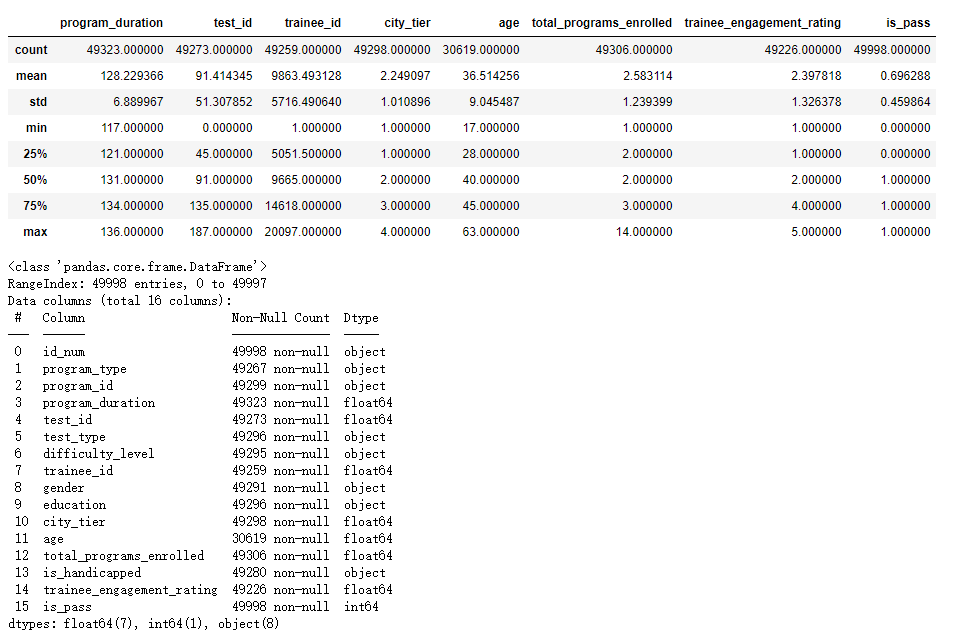 program_duration test_id trainee_id city_tier age total_programs_enrolled trainee_engagement_rating is_pass
count 49323.000000 49273.000000 49259.000000 49298.000000 30619.000000 49306.000000 49226.000000 49998.000000
mean 128.229366 91.414345 9863.493128 2.249097 36.514256 2.583114 2.397818 0.696288
std 6.889967 51.307852 5716.490640 1.010896 9.045487 1.239399 1.326378 0.459864
min 117.000000 0.000000 1.000000 1.000000 17.000000 1.000000 1.000000 0.000000
25% 121.000000 45.000000 5051.500000 1.000000 28.000000 2.000000 1.000000 0.000000
50% 131.000000 91.000000 9665.000000 2.000000 40.000000 2.000000 2.000000 1.000000
75% 134.000000 135.000000 14618.000000 3.000000 45.000000 3.000000 4.000000 1.000000
max 136.000000 187.000000 20097.000000 4.000000 63.000000 14.000000 5.000000 1.000000
<class 'pandas.core.frame.DataFrame'>
RangeIndex: 49998 entries, 0 to 49997
Data columns (total 16 columns):
# Column Non-Null Count Dtype
--- ------ -------------- -----
0 id_num 49998 non-null object
1 program_type 49267 non-null object
2 program_id 49299 non-null object
3 program_duration 49323 non-null float64
4 test_id 49273 non-null float64
5 test_type 49296 non-null object
6 difficulty_level 49295 non-null object
7 trainee_id 49259 non-null float64
8 gender 49291 non-null object
9 education 49296 non-null object
10 city_tier 49298 non-null float64
11 age 30619 non-null float64
12 total_programs_enrolled 49306 non-null float64
13 is_handicapped 49280 non-null object
14 trainee_engagement_rating 49226 non-null float64
15 is_pass 49998 non-null int64
dtypes: float64(7), int64(1), object(8)